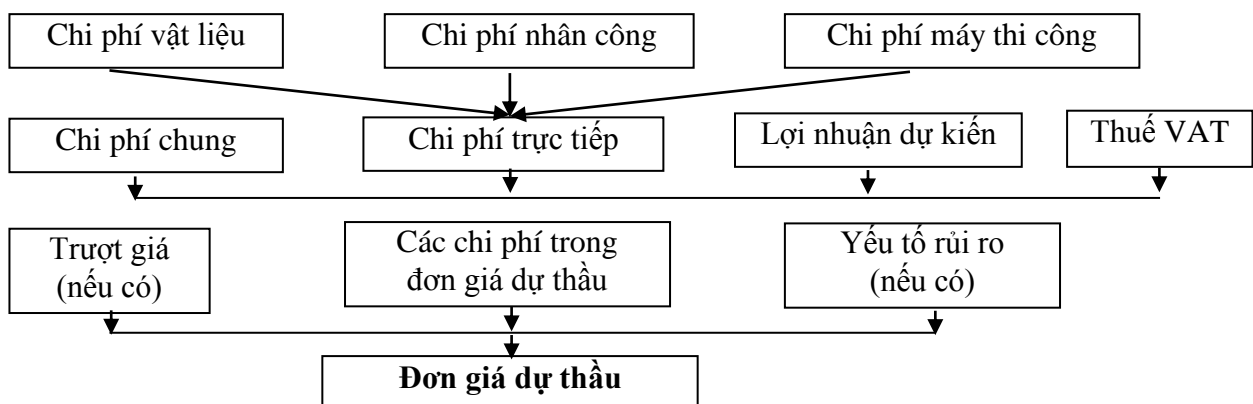 Chi phí vật liệu
Chi phí nhân công
Chi phí máy thi công
Chi phí chung
Chi phí trực tiếp
Lợi nhuận dự kiến
Thuế VAT
Trượt giá
(nếu có)
Các chi phí trong
đơn giá dự thầu
Yếu tố rủi ro
(nếu có)
Đơn giá dự thầu